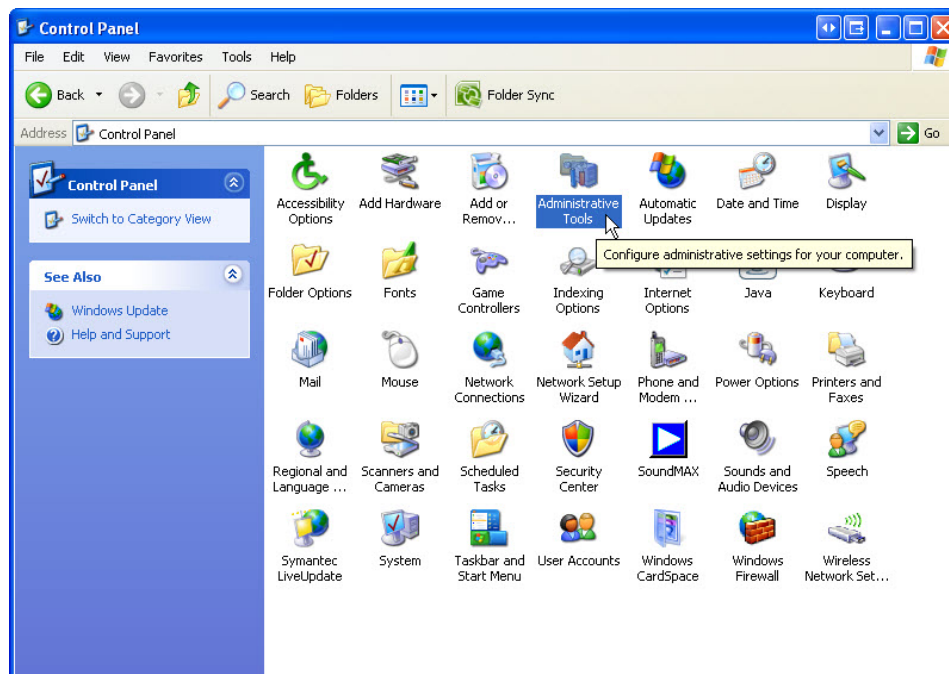 Control Panel
File Edit View Favorites Tools Help
Back Search Folders Folder Sync
Address Control Panel Go
Control Panel
Switch to Category View
See Also
Windows Update
Help and Support
Accessibility Options
Add Hardware
Add or Remov...
Administrative Tools
Automatic Updates
Date and Time
Display
Configure administrative settings for your computer.
Folder Options
Fonts
Game Controllers
Indexing Options
Internet Options
Java
Keyboard
Mail
Mouse
Network Connections
Network Setup Wizard
Phone and Modem ...
Power Options
Printers and Faxes
Regional and Language ...
Scanners and Cameras
Scheduled Tasks
Security Center
SoundMAX
Sounds and Audio Devices
Speech
Symantec LiveUpdate
System
Taskbar and Start Menu
User Accounts
Windows CardSpace
Windows Firewall
Wireless Network Set...